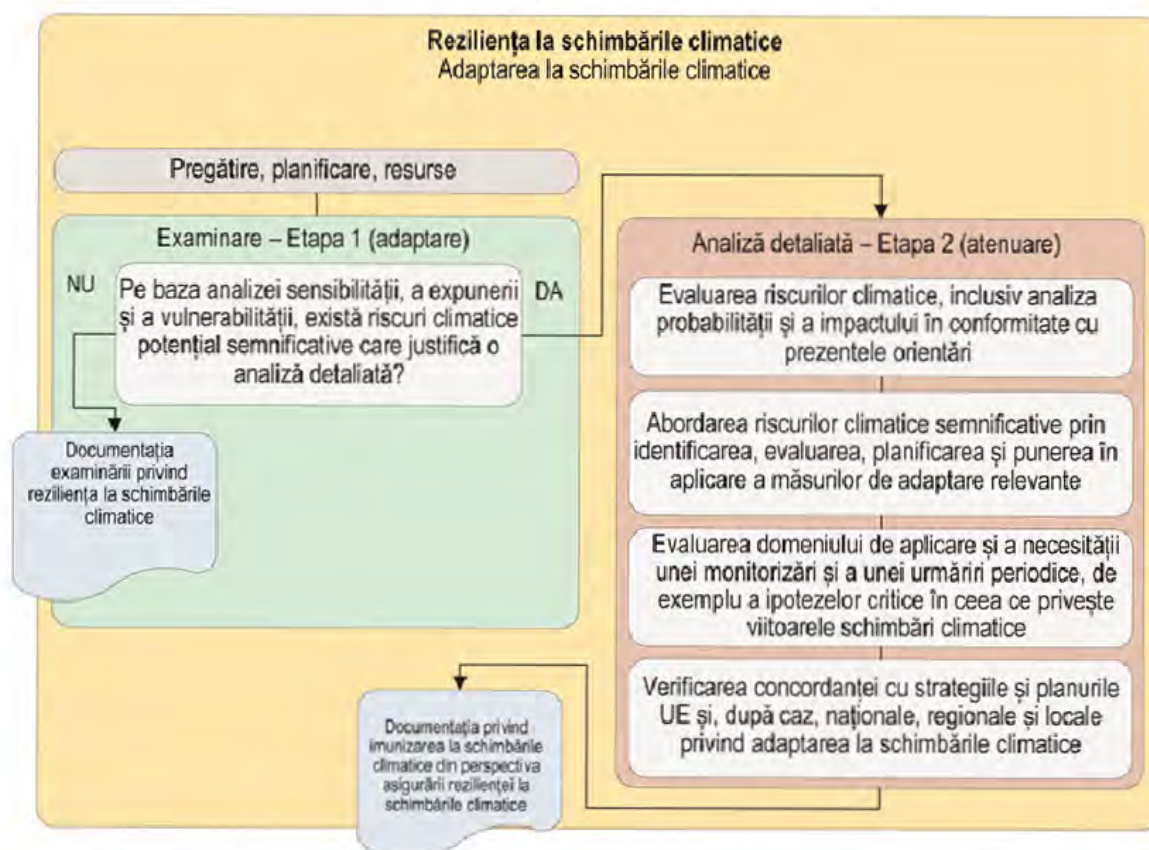 Reziliența la schimbările climatice
Adaptarea la schimbările climatice
Pregătire, planificare, resurse
Examinare – Etapa 1 (adaptare)
NU
Pe baza analizei sensibilității, a expunerii
și a vulnerabilității, există riscuri climatice
potențial semnificative care justifică o
analiză detaliată?
DA
Documentația
examinării privind
reziliența la schimbările
climatice
Analiză detaliată – Etapa 2 (atenuare)
Evaluarea riscurilor climatice, inclusiv analiza
probabilității și a impactului în conformitate cu
prezentele orientări
Abordarea riscurilor climatice semnificative prin
identificarea, evaluarea, planificarea și punerea în
aplicare a măsurilor de adaptare relevante
Evaluarea domeniului de aplicare și a necesității
unei monitorizări și a unei urmăriri periodice, de
exemplu a ipotezelor critice în ceea ce privește
viitoarele schimbări climatice
Verificarea concordanței cu strategiile și planurile
UE și, după caz, naționale, regionale și locale
privind adaptarea la schimbările climatice
Documentația privind
imunizarea la schimbările
climatice din perspectiva
asigurării rezilienței la
schimbările climatice